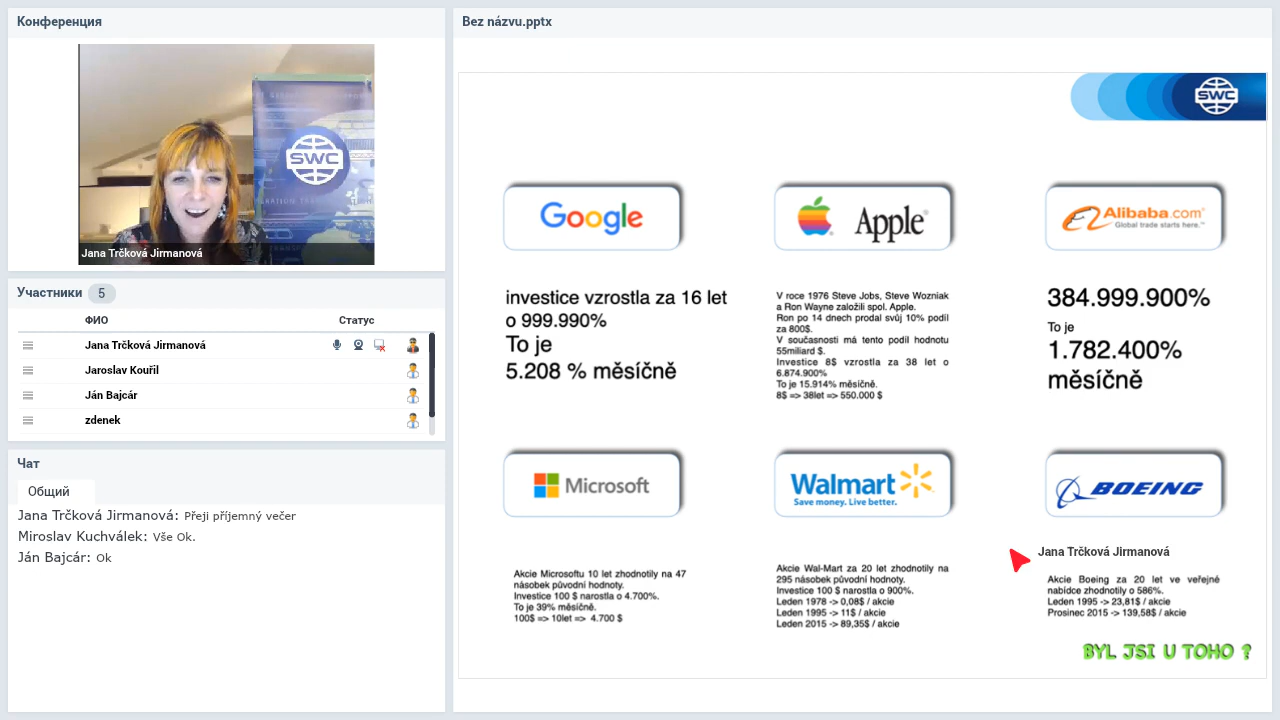 Конференция
SWC
Jana Trčková Jirmanová
Участники 5
ФИО Статус
Jana Trčková Jirmanová
Jaroslav Kouřil
Ján Bajcár
zdenek
Чат
Общий
Jana Trčková Jirmanová: Přeji příjemný večer
Miroslav Kuchválek: Vše Ok.
Ján Bajcár: Ok
Bez názvu.pptx
SWC
Google
investice vzrostla za 16 let
o 999.990%
To je
5.208 % měsíčně
Apple
V roce 1976 Steve Jobs, Steve Wozniak
a Ron Wayne založili spol. Apple.
Ron po 14 dnech prodal svůj 10% podíl
za 800$.
V současnosti má tento podíl hodnotu
55miliard $.
Investice 8$ vzrostla za 38 let o
6.874.900%
To je 15.914% měsíčně.
8$ => 38let => 550.000 $
Alibaba.com
Global trade starts here.™
384.999.900%
To je
1.782.400%
měsíčně
Microsoft
Akcie Microsoftu 10 let zhodnotily na 47
násobek původní hodnoty.
Investice 100 $ narostla o 4.700%.
To je 39% měsíčně.
100$ => 10let => 4.700 $
Walmart
Save money. Live better.
Akcie Wal-Mart za 20 let zhodnotily na
295 násobek původní hodnoty.
Investice 100 $ narostla o 900%.
Leden 1978 -> 0,08$ / akcie
Leden 1995 -> 11$ / akcie
Leden 2015 -> 89,35$ / akcie
BOEING
Jana Trčková Jirmanová
Akcie Boeing za 20 let ve veřejné
nabídce zhodnotily o 586%.
Leden 1995 -> 23,81$ / akcie
Prosinec 2015 -> 139,58$ / akcie
BYL JSI U TOHO ?